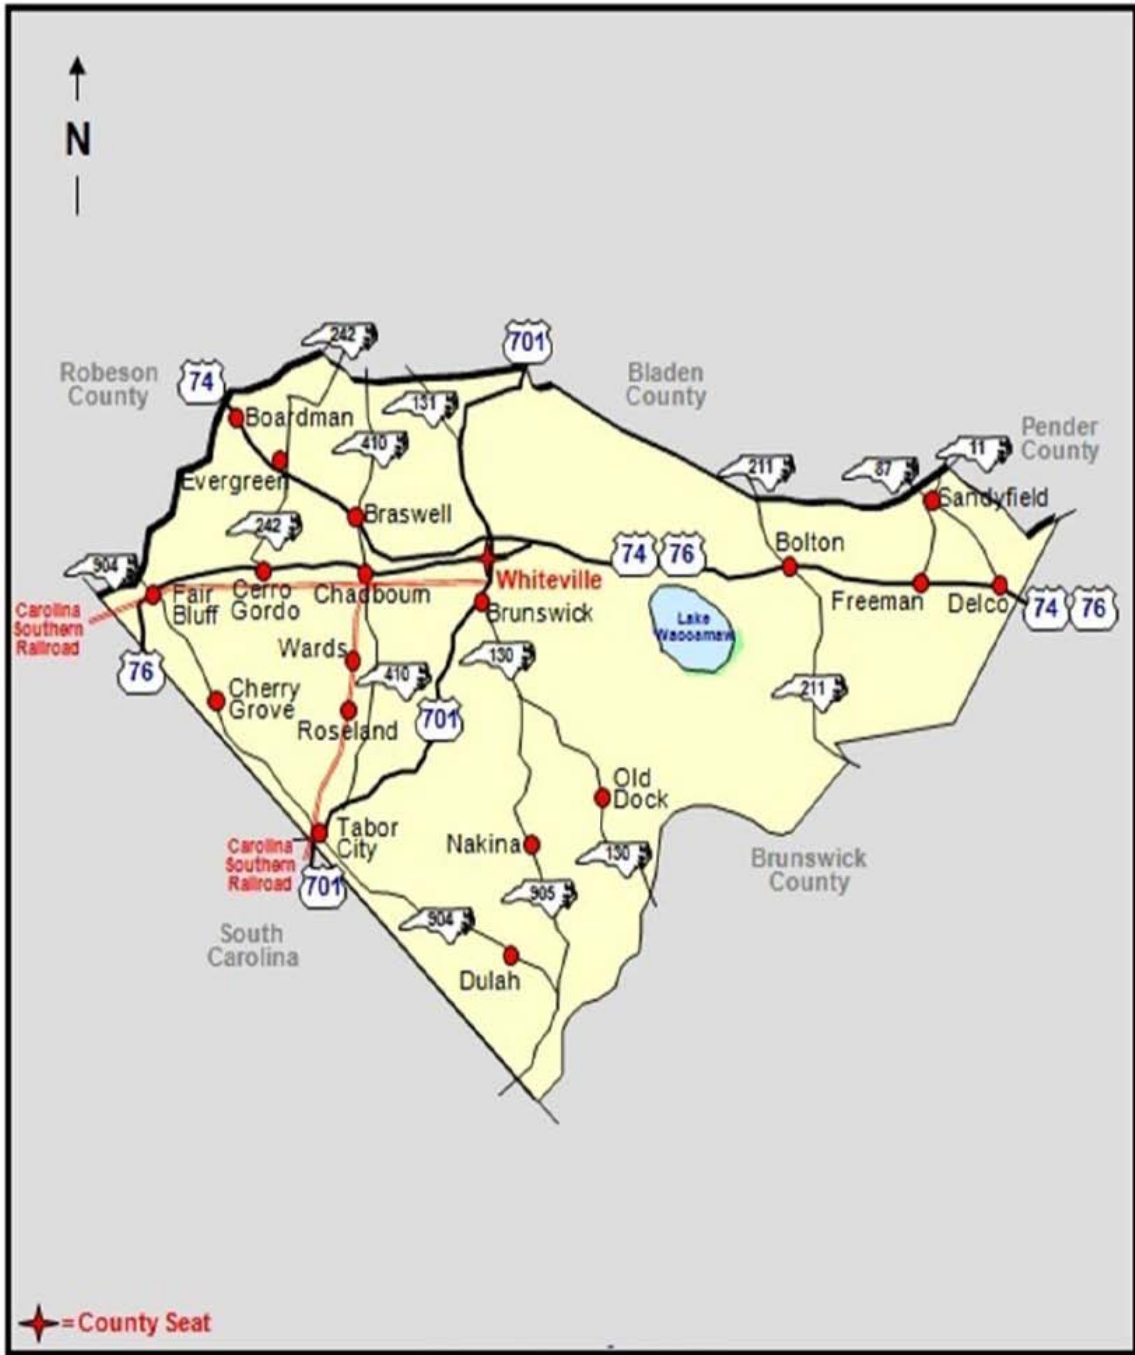 N
242
701
Robeson
County
74
Bladen
County
131
Boardman
410
Pender
County
11
211
87
Evergreen
Sandyfield
Braswell
242
Bolton
74
76
904
Whiteville
Fair
Bluff
Cerro
Gordo
Chadbourn
Brunswick
Freeman
Delco
74
76
Carolina
Southern
Railroad
Lake
Waccamaw
Wards
130
76
410
211
Cherry
Grove
701
Roseland
Old
Dock
Tabor
City
Nakina
Carolina
Southern
Railroad
130
Brunswick
County
701
905
904
South
Carolina
Dulah
= County Seat